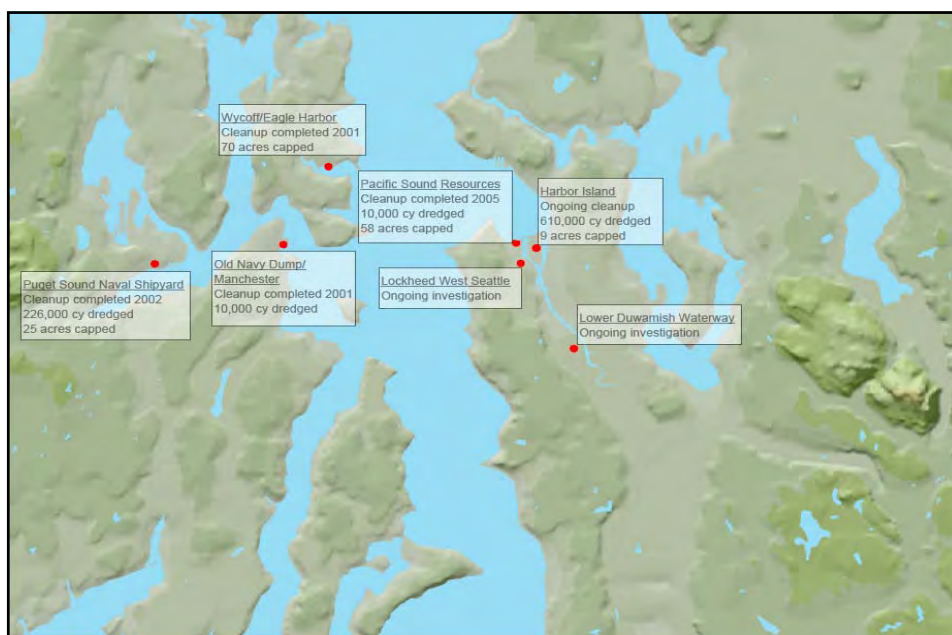 Wycoff/Eagle Harbor
Cleanup completed 2001
70 acres capped
Pacific Sound Resources
Cleanup completed 2005
10,000 cy dredged
58 acres capped
Harbor Island
Ongoing cleanup
610,000 cy dredged
9 acres capped
Puget Sound Naval Shipyard
Cleanup completed 2002
226,000 cy dredged
25 acres capped
Old Navy Dump/
Manchester
Cleanup completed 2001
10,000 cy dredged
Lockheed West Seattle
Ongoing investigation
Lower Duwamish Waterway
Ongoing investigation